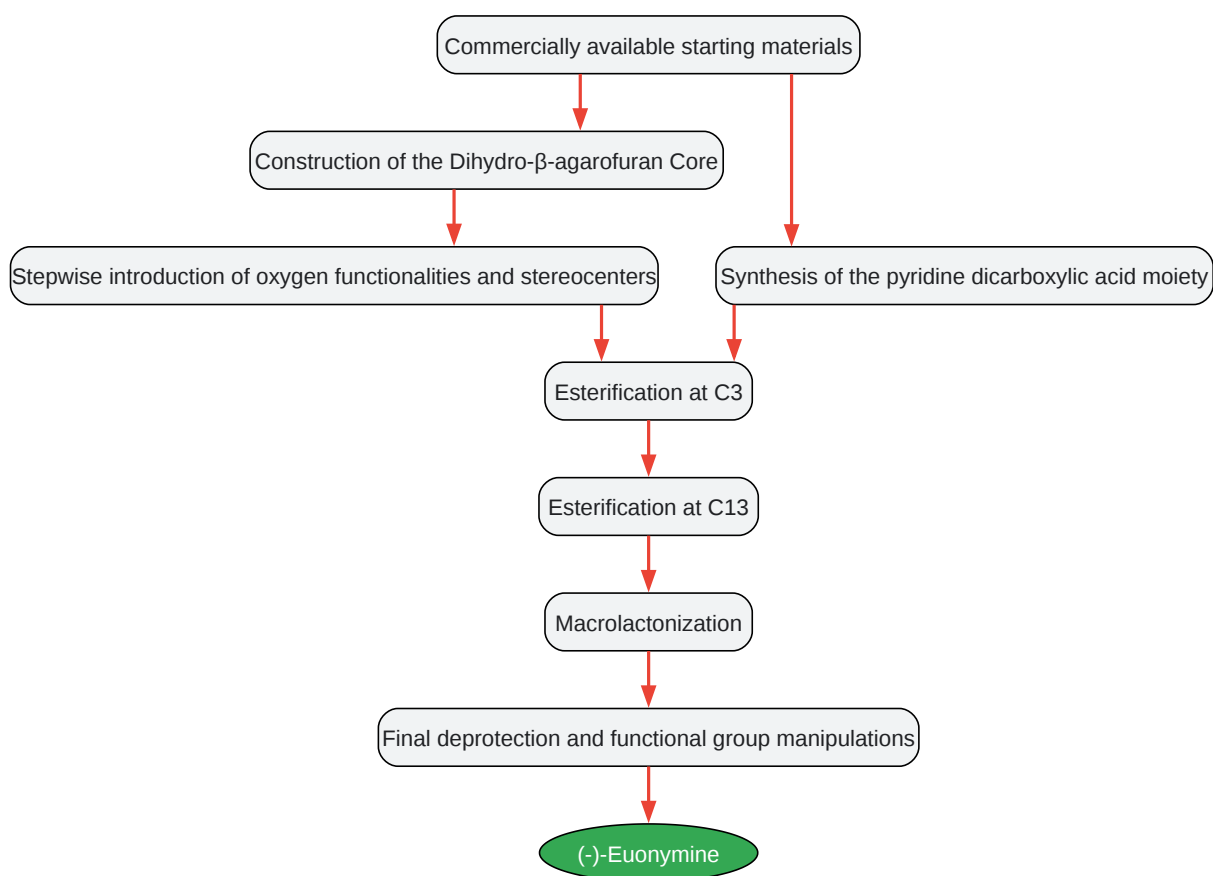 Commercially available starting materials
Construction of the Dihydro-β-agarofuran Core
Stepwise introduction of oxygen functionalities and stereocenters
Synthesis of the pyridine dicarboxylic acid moiety
Esterification at C3
Esterification at C13
Macrolactonization
Final deprotection and functional group manipulations
(-)-Euonymine